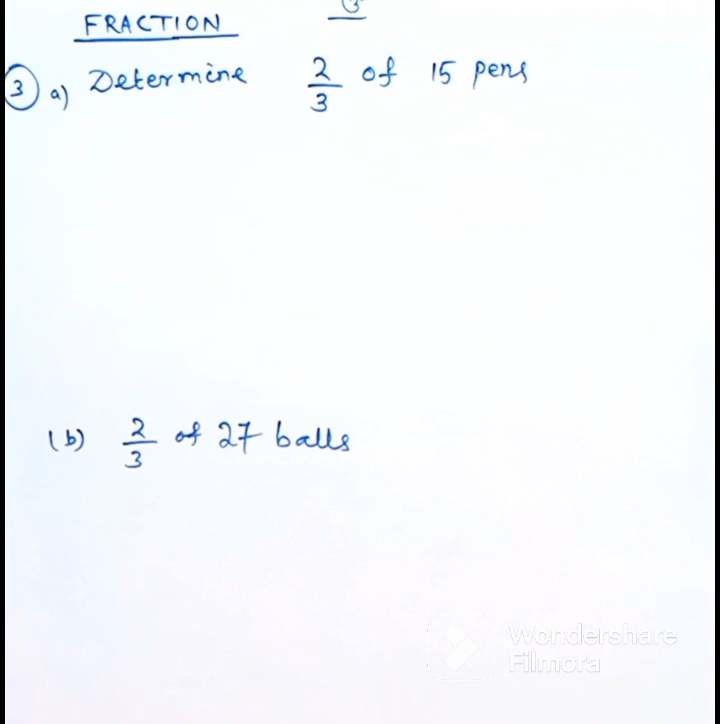 FRACTION
3 a) Determine 2/3 of 15 pens
(b) 2/3 of 27 balls
Wondershare
Filmora